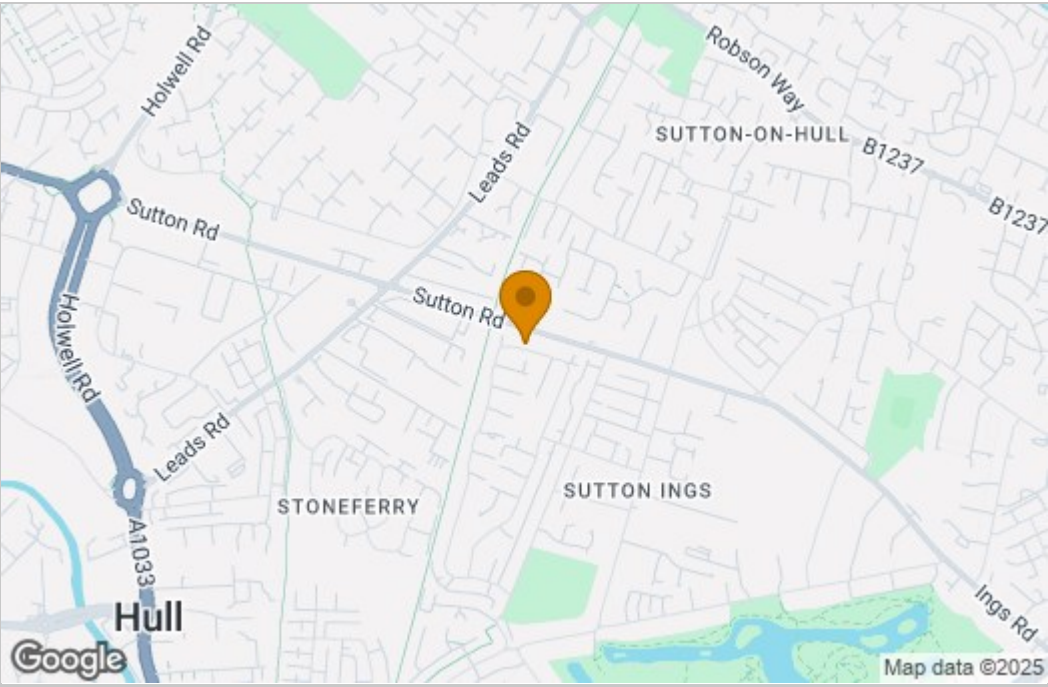 Holwell Rd
Robson Way
Leads Rd
SUTTON-ON-HULL
B1237
B1237
Sutton Rd
Sutton Rd
Holwell Rd
Leads Rd
STONEFERRY
SUTTON INGS
A1033
Ings Rd
Hull
Google
Map data ©2025